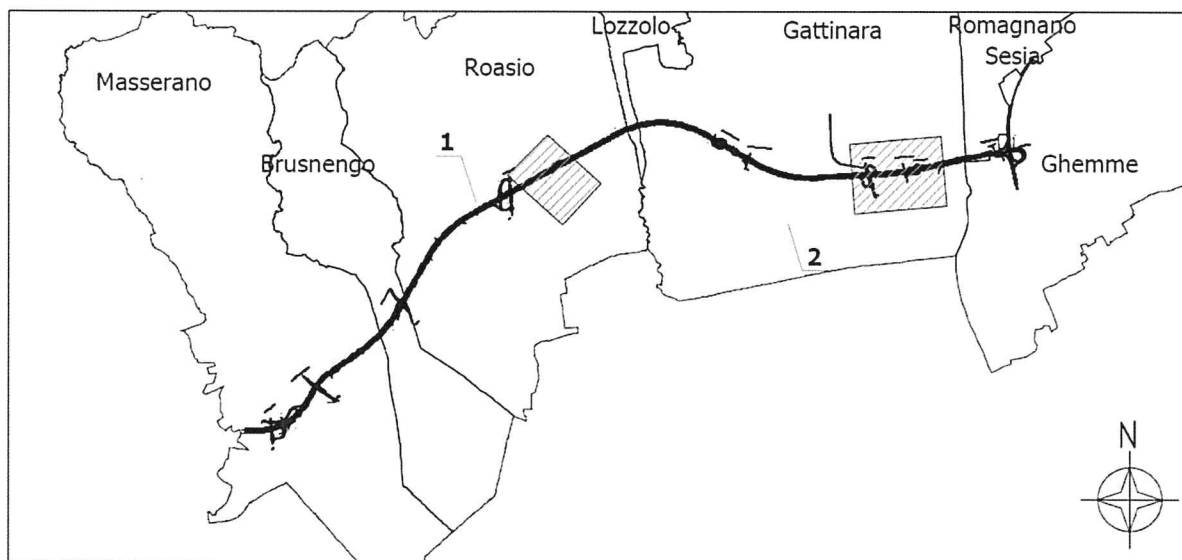 Lozzolo
Gattinara
Romagnano
Sesia
Masserano
Roasio
Brusnengo
1
Ghemme
2
N